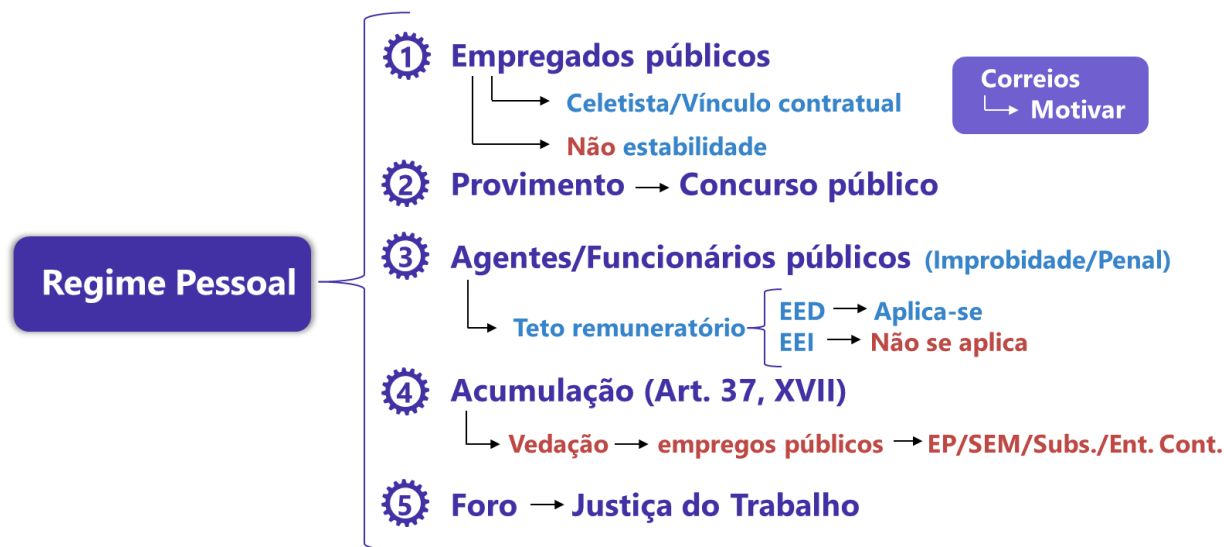 Regime Pessoal
1 Empregados públicos
Celetista/Vínculo contratual
Não estabilidade
Correios
Motivar
2 Provimento Concurso público
3 Agentes/Funcionários públicos (Improbidade/Penal)
Teto remuneratório
EED Aplica-se
EEI Não se aplica
4 Acumulação (Art. 37, XVII)
Vedação empregos públicos EP/SEM/Subs./Ent. Cont.
5 Foro Justiça do Trabalho